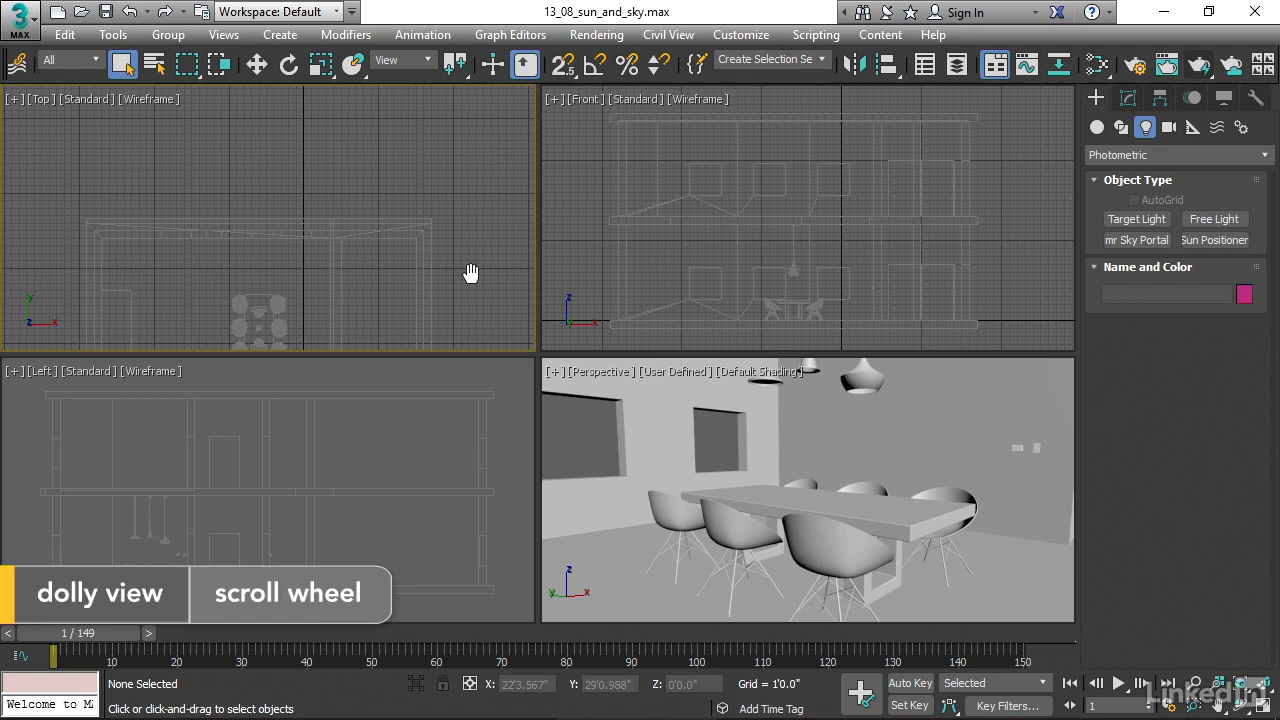 3
MAX
Workspace: Default
13_08_sun_and_sky.max
Sign In
Edit Tools Group Views Create Modifiers Animation Graph Editors Rendering Civil View Customize Scripting Content Help
All
View
2.5
Create Selection Se
[+] [Top] [Standard] [Wireframe]
[+] [Front] [Standard] [Wireframe]
y
z x
z
y x
[+] [Left] [Standard] [Wireframe]
[+] [Perspective] [User Defined] [Default Shading]
z
y x
Photometric
Object Type
AutoGrid
Target Light Free Light
mr Sky Portal Sun Positioner
Name and Color
dolly view scroll wheel
< 1 / 149 >
10 20 30 40 50 60 70 80 90 100 110 120 130 140 150
None Selected
X: 22'3.567" Y: 29'0.988" Z: 0'0.0" Grid = 1'0.0"
Auto Key Selected
Welcome to M
Click or click-and-drag to select objects
Add Time Tag
Set Key Key Filters...
1
LinkedIn